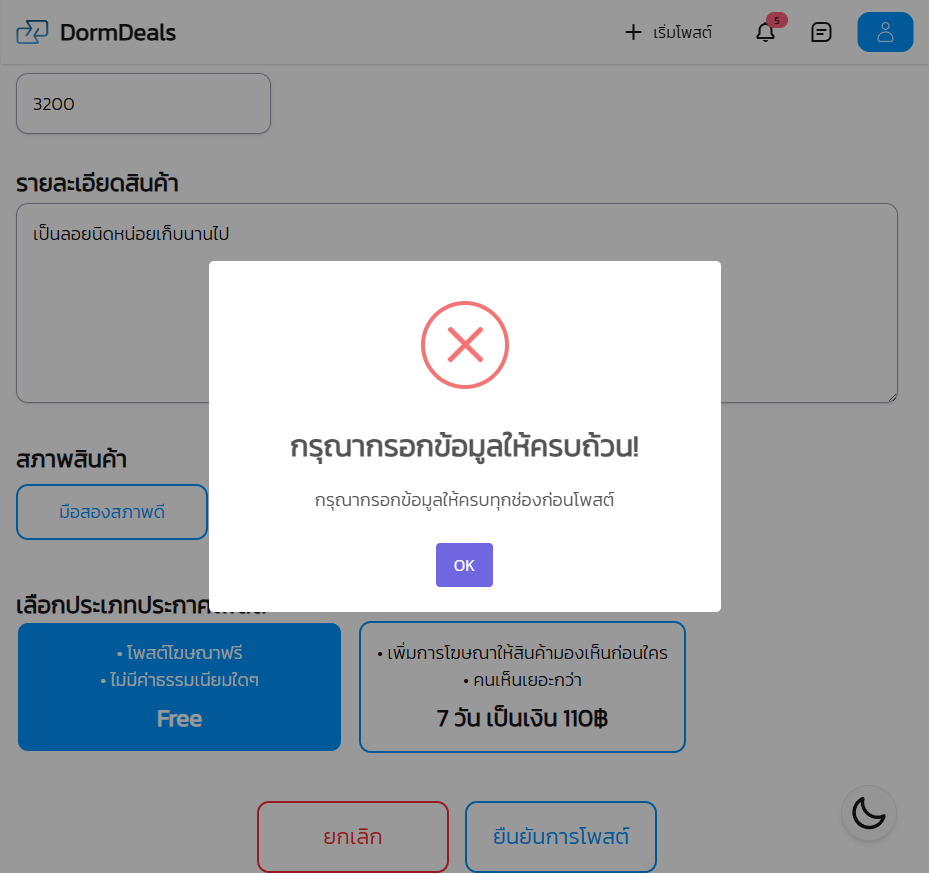 DormDeals
เริ่มโพสต์
5
3200
รายละเอียดสินค้า
เป็นลอยนิดหน่อยเก็บนานไป
กรุณากรอกข้อมูลให้ครบถ้วน!
กรุณากรอกข้อมูลให้ครบทุกช่องก่อนโพสต์
OK
สภาพสินค้า
มือสองสภาพดี
เลือกประเภทประกาศ
• โพสต์โฆษณาฟรี
• ไม่มีค่าธรรมเนียมใดๆ
Free
• เพิ่มการโฆษณาให้สินค้ามองเห็นก่อนใคร
• คนเห็นเยอะกว่า
7 วัน เป็นเงิน 110฿
ยกเลิก
ยืนยันการโพสต์